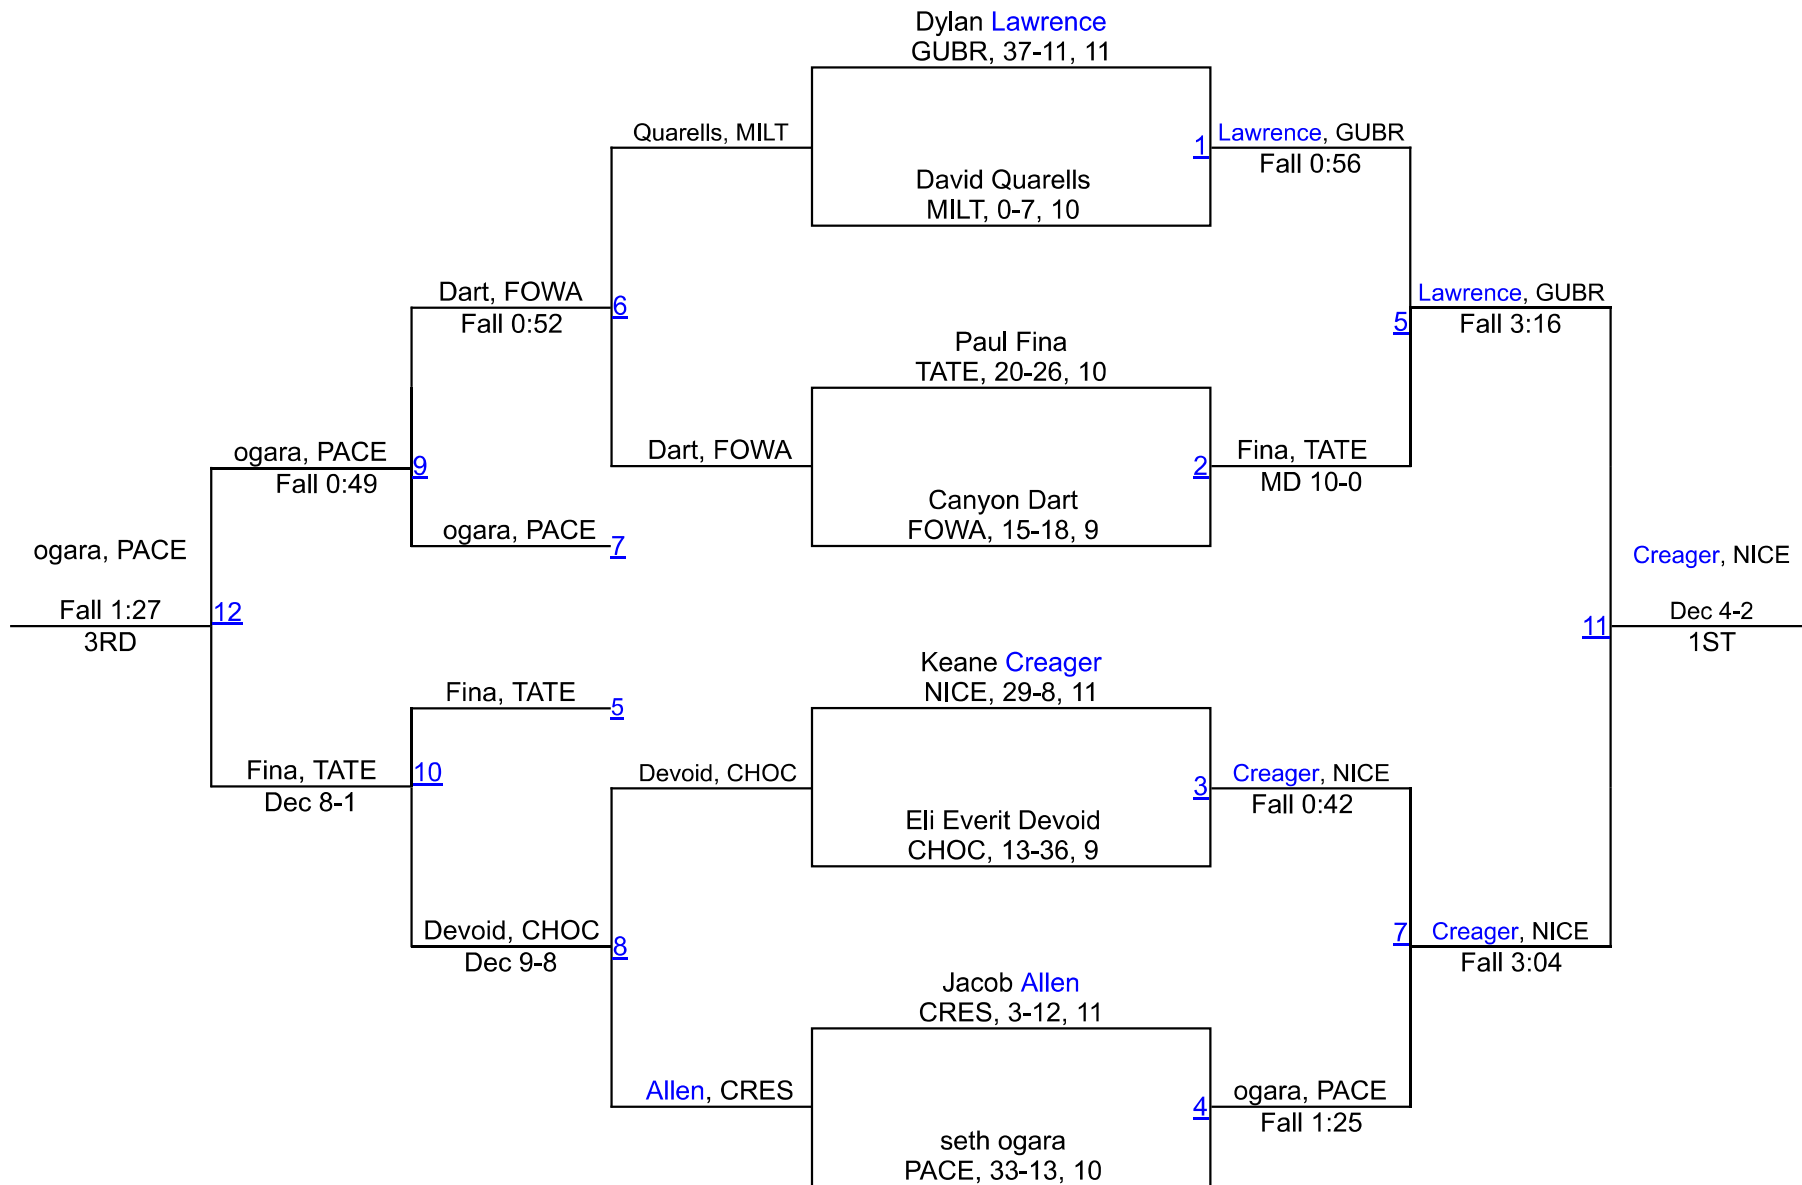 Dylan Lawrence
GUBR, 37-11, 11
Quarells, MILT
1
Lawrence, GUBR
Fall 0:56
David Quarells
MILT, 0-7, 10
Dart, FOWA
Fall 0:52
6
Lawrence, GUBR
Fall 3:16
5
Paul Fina
TATE, 20-26, 10
ogara, PACE
Fall 0:49
9
Dart, FOWA
2
Fina, TATE
MD 10-0
Canyon Dart
FOWA, 15-18, 9
ogara, PACE
7
ogara, PACE
Fall 1:27
3RD
12
Creager, NICE
Dec 4-2
1ST
11
Keane Creager
NICE, 29-8, 11
Fina, TATE
5
Fina, TATE
Dec 8-1
10
Devoid, CHOC
3
Creager, NICE
Fall 0:42
Eli Everit Devoid
CHOC, 13-36, 9
Devoid, CHOC
Dec 9-8
8
7
Creager, NICE
Fall 3:04
Jacob Allen
CRES, 3-12, 11
Allen, CRES
4
ogara, PACE
Fall 1:25
seth ogara
PACE, 33-13, 10